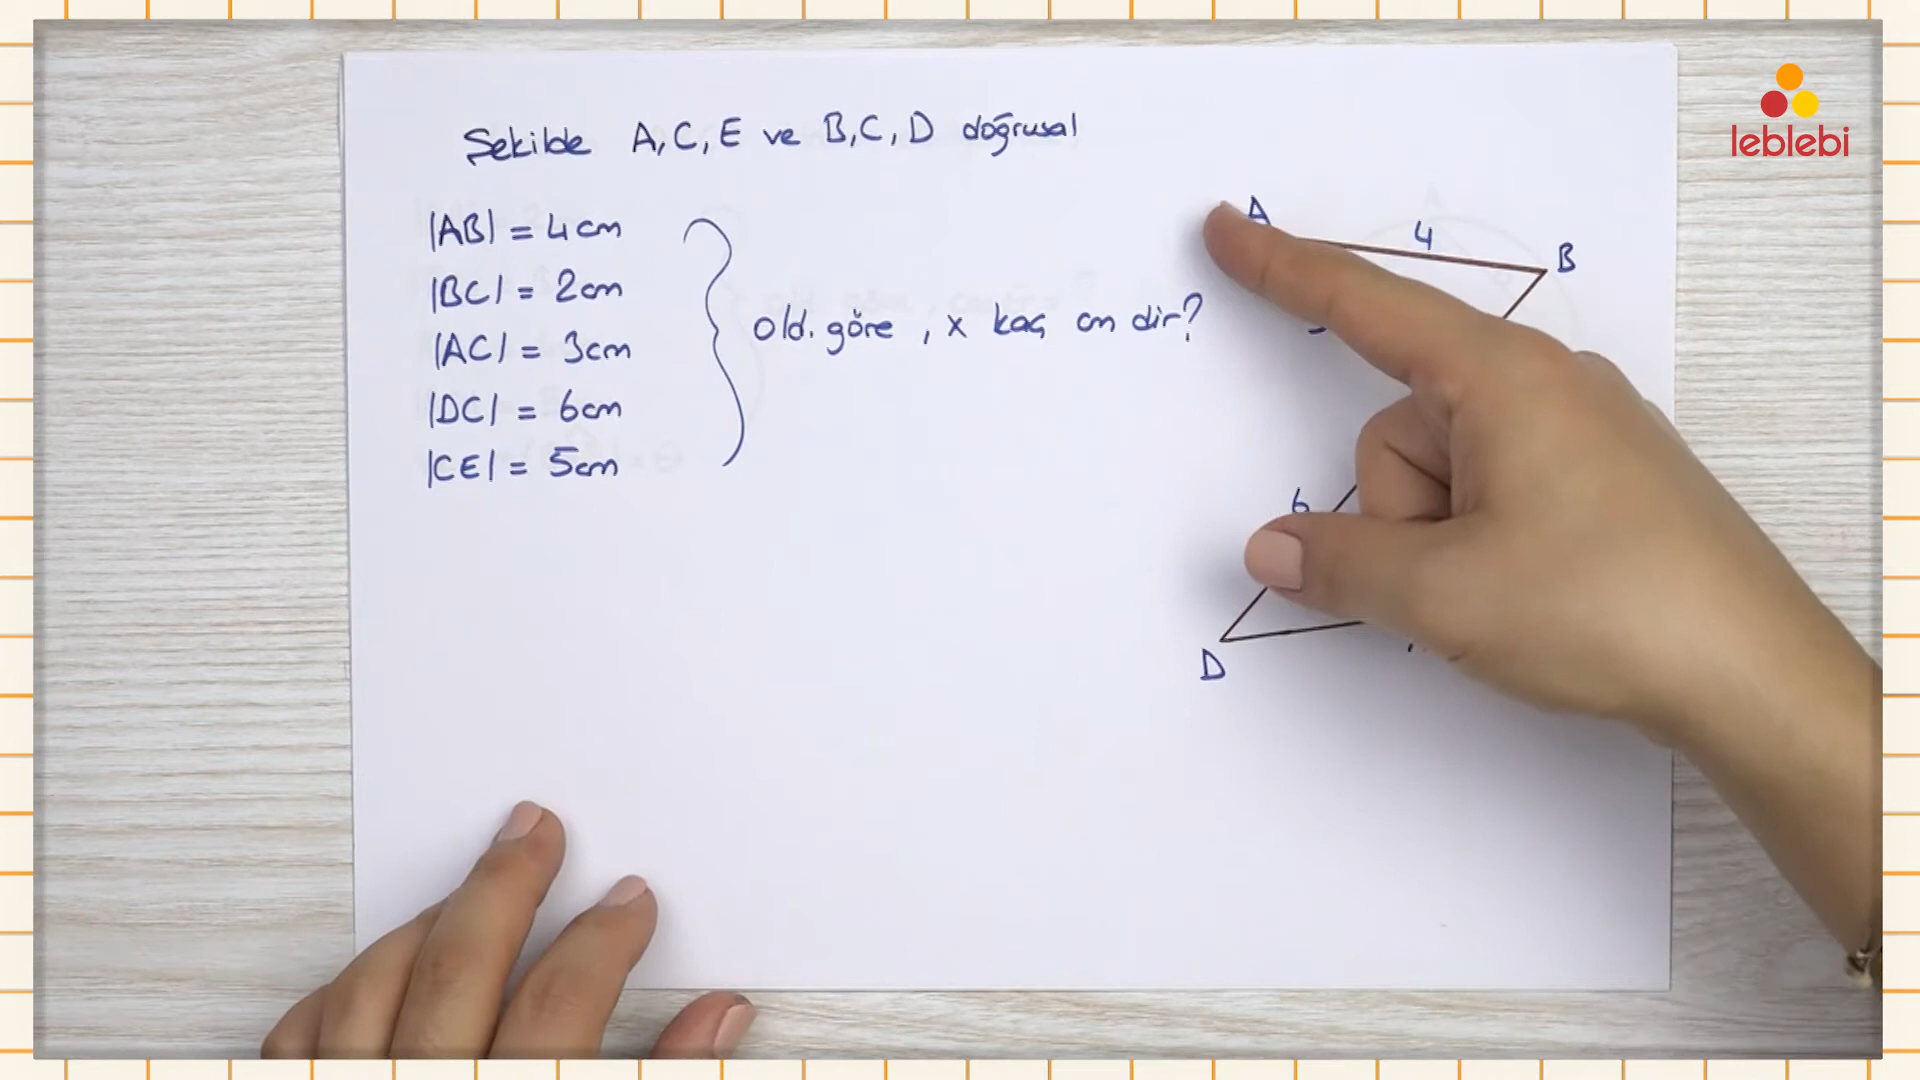 leblebi
Şekilde A, C, E ve B, C, D doğrusal
|AB| = 4cm
|BC| = 2cm
|AC| = 3cm
|DC| = 6cm
|CE| = 5cm
old. göre, x kaç cm dir?
A
4
B
6
D